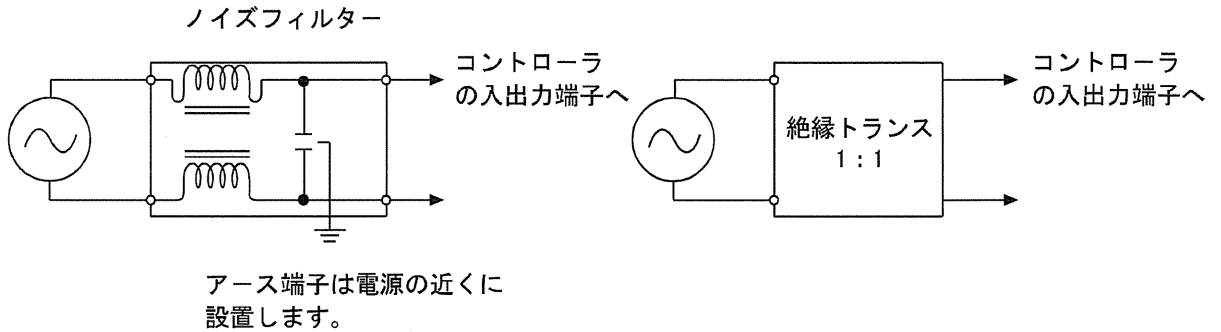 ノイズフィルター
コントローラ
の入出力端子へ
アース端子は電源の近くに
設置します。
コントローラ
の入出力端子へ
絶縁トランス
1:1